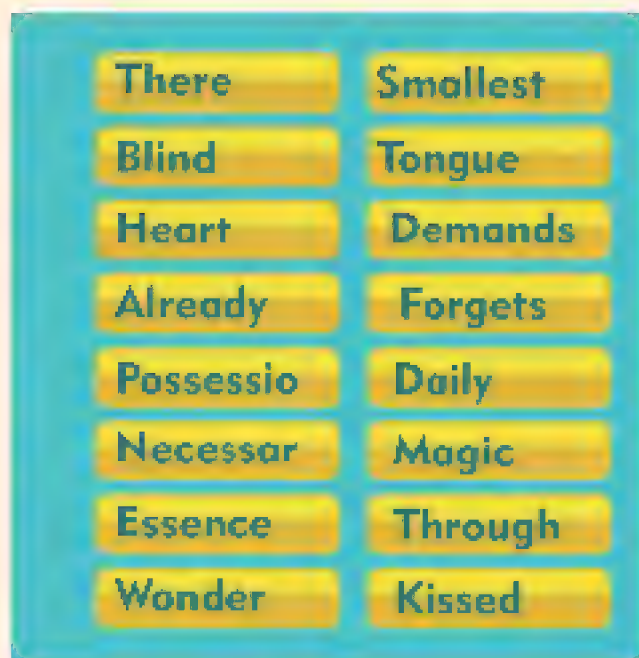 There
Smallest
Blind
Tongue
Heart
Demands
Already
Forgets
Possessio
Daily
Necessar
Magic
Essence
Through
Wonder
Kissed